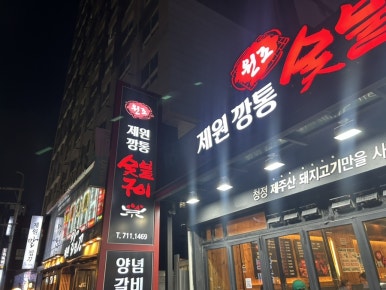 원조
제원 깡통
숯불
청정 제주산 돼지고기만을 사
원조
제원
깡통
숯불
구이
T. 711.1469
양념
갈비